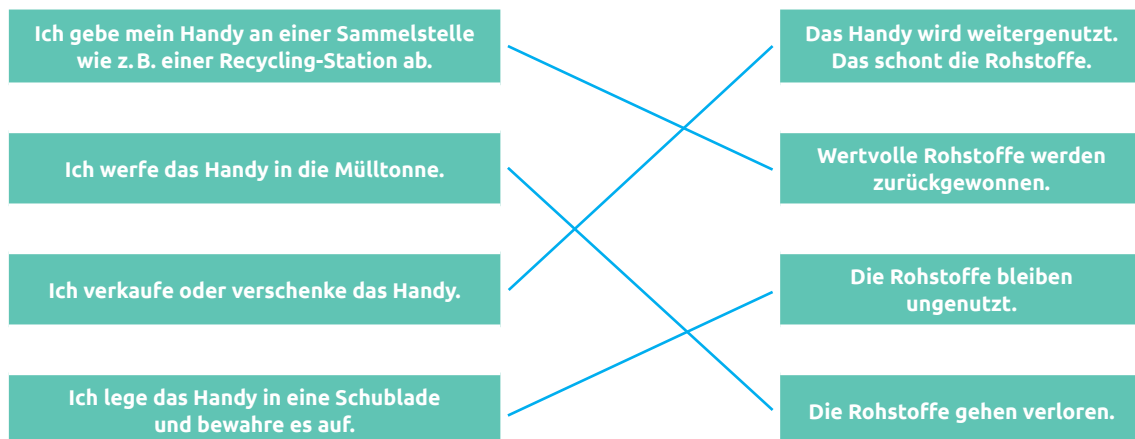 Ich gebe mein Handy an einer Sammelstelle
wie z. B. einer Recycling-Station ab.
Das Handy wird weitergenutzt.
Das schont die Rohstoffe.
Ich werfe das Handy in die Mülltonne.
Wertvolle Rohstoffe werden
zurückgewonnen.
Ich verkaufe oder verschenke das Handy.
Die Rohstoffe bleiben
ungenutzt.
Ich lege das Handy in eine Schublade
und bewahre es auf.
Die Rohstoffe gehen verloren.